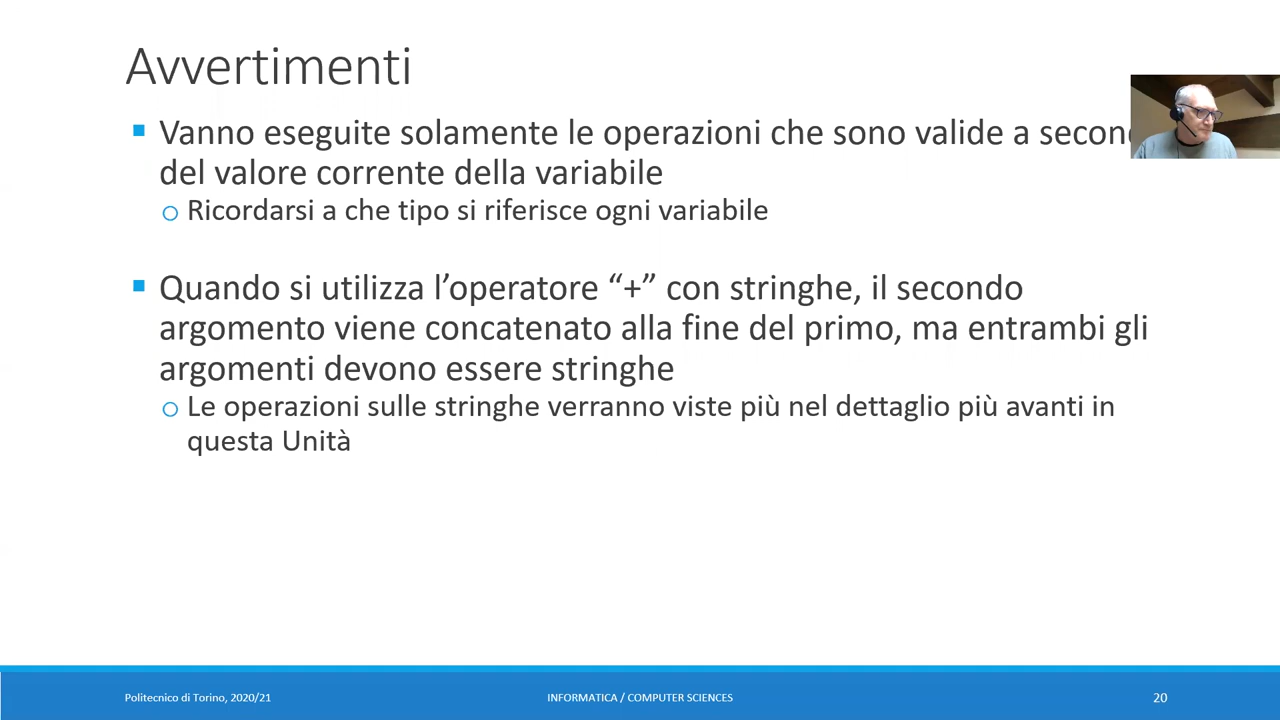 Avvertimenti
Vanno eseguite solamente le operazioni che sono valide a
del valore corrente della variabile
Ricordarsi a che tipo si riferisce ogni variabile
Quando si utilizza l’operatore “+” con stringhe, il secondo
argomento viene concatenato alla fine del primo, ma entrambi gli
argomenti devono essere stringhe
Le operazioni sulle stringhe verranno viste più nel dettaglio più avanti in
questa Unità
Politecnico di Torino, 2020/21
INFORMATICA / COMPUTER SCIENCES
20